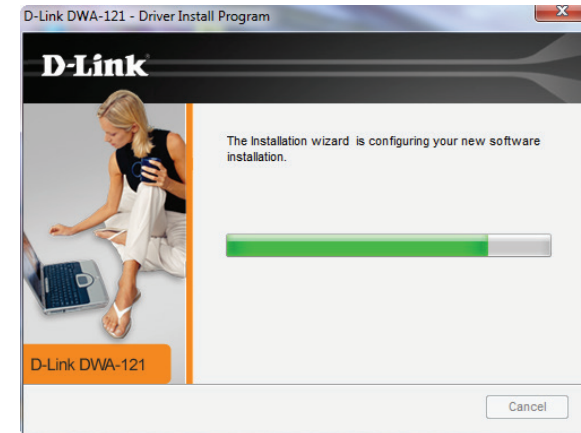 D-Link DWA-121 - Driver Install Program
D-Link
The Installation wizard is configuring your new software
installation.
D-Link DWA-121
Cancel